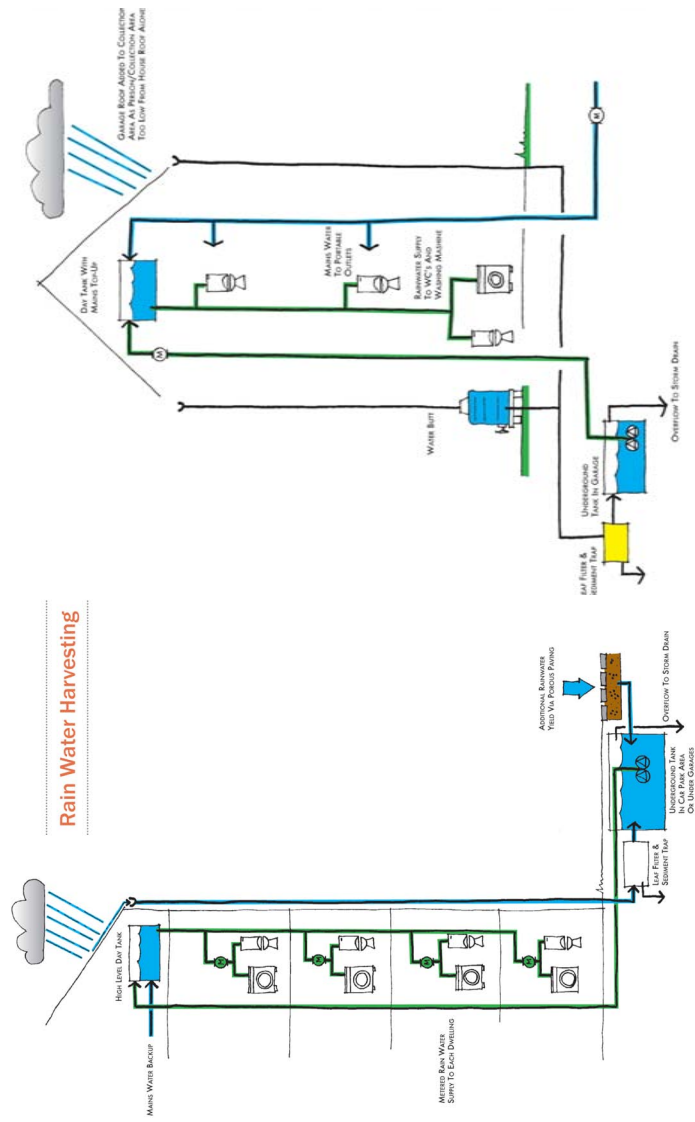 Rain Water Harvesting
Mains Water Backup
High Level Day Tank
M
M
M
M
Metered Rain Water
Supply To Each Dwelling
Additional Rainwater
Yield Via Porous Paving
Leaf Filter &
Sediment Trap
Underground Tank
In Car Park Area
Or Under Garages
Overflow To Storm Drain
Garage Roof Added To Collection
Area As Person/Collection Area
Too Low From House Roof Alone
Day Tank With
Mains Top-Up
M
Mains Water
To Portable
Outlets
Rainwater Supply
To WC's And
Washing Mashine
Water Butt
M
Underground
Tank In Garage
eaf Filter &
ediment Trap
Overflow To Storm Drain